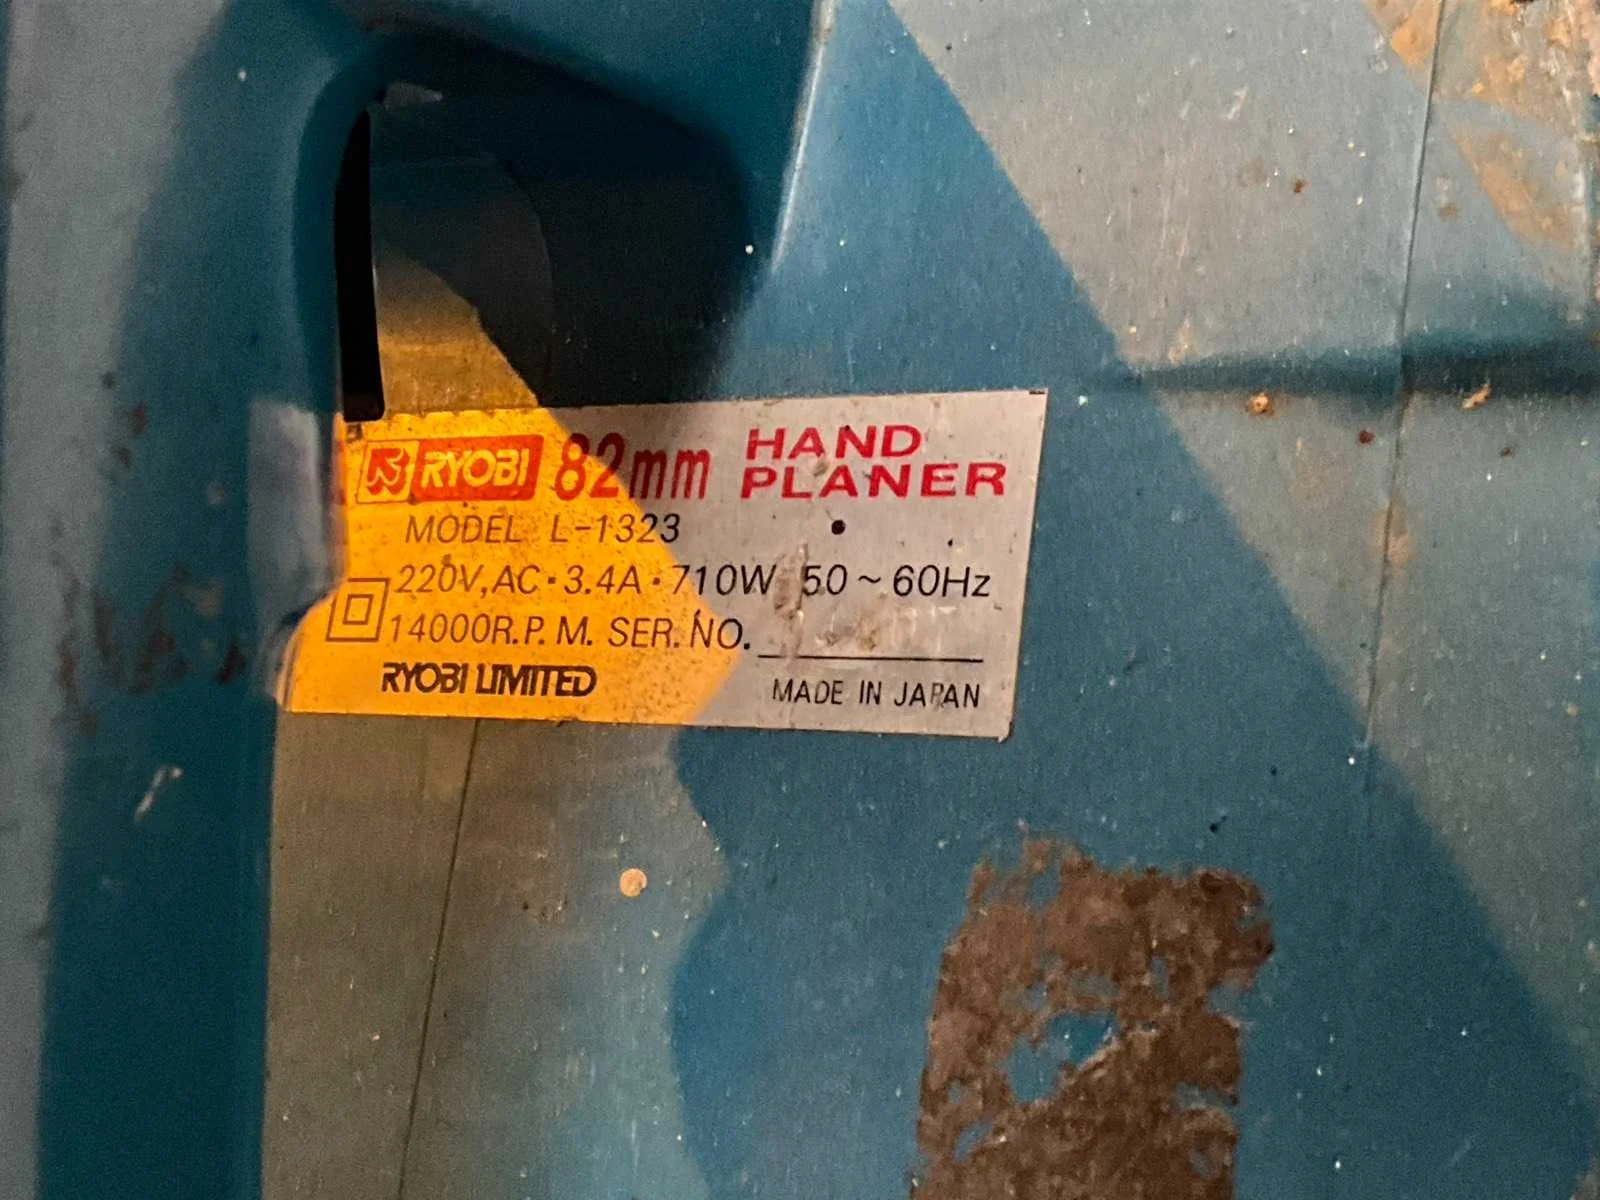 RYOBI 82mm HAND PLANER
MODEL L-1323
220V, AC · 3.4A · 710W 50 ~ 60Hz
14000R.P.M. SER. NO.
RYOBI LIMITED MADE IN JAPAN